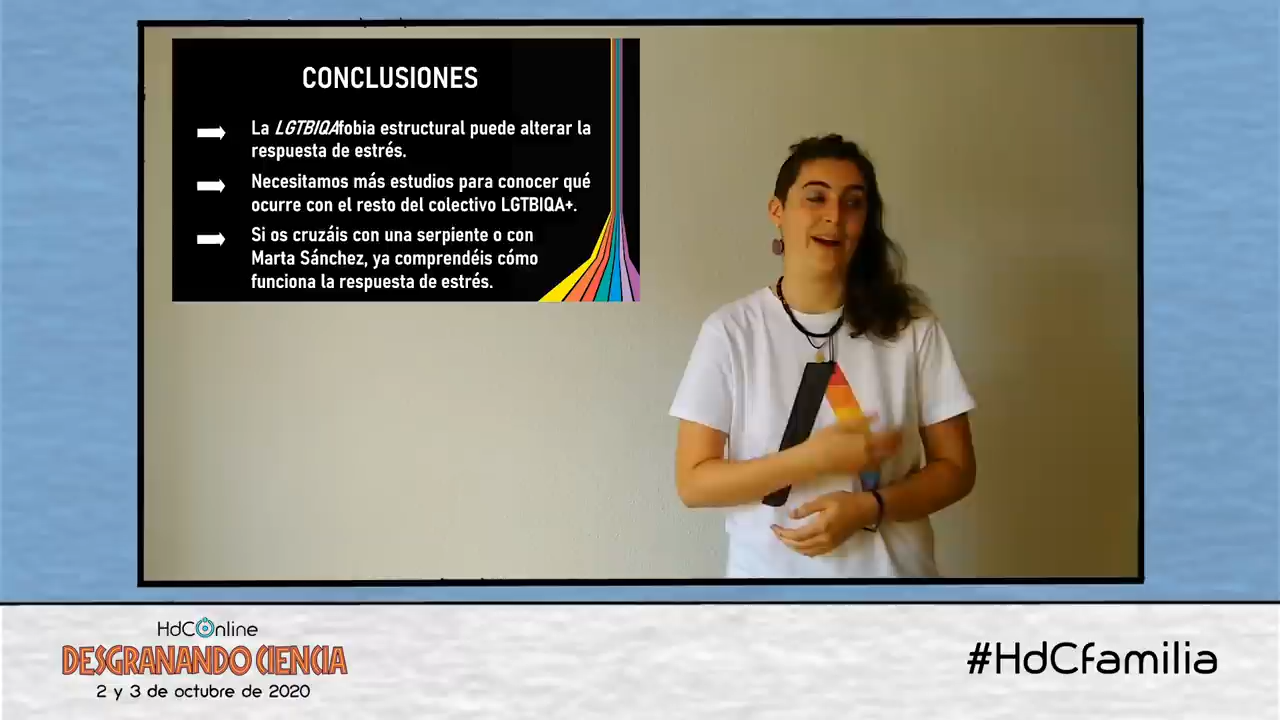 CONCLUSIONES
La LGTBIQAfobia estructural puede alterar la
respuesta de estrés.
Necesitamos más estudios para conocer qué
ocurre con el resto del colectivo LGTBIQA+.
Si os cruzáis con una serpiente o con
Marta Sánchez, ya comprendéis cómo
funciona la respuesta de estrés.
HdCOnline
DESGRANANDO CIENCIA
2 y 3 de octubre de 2020
#HdCfamilia